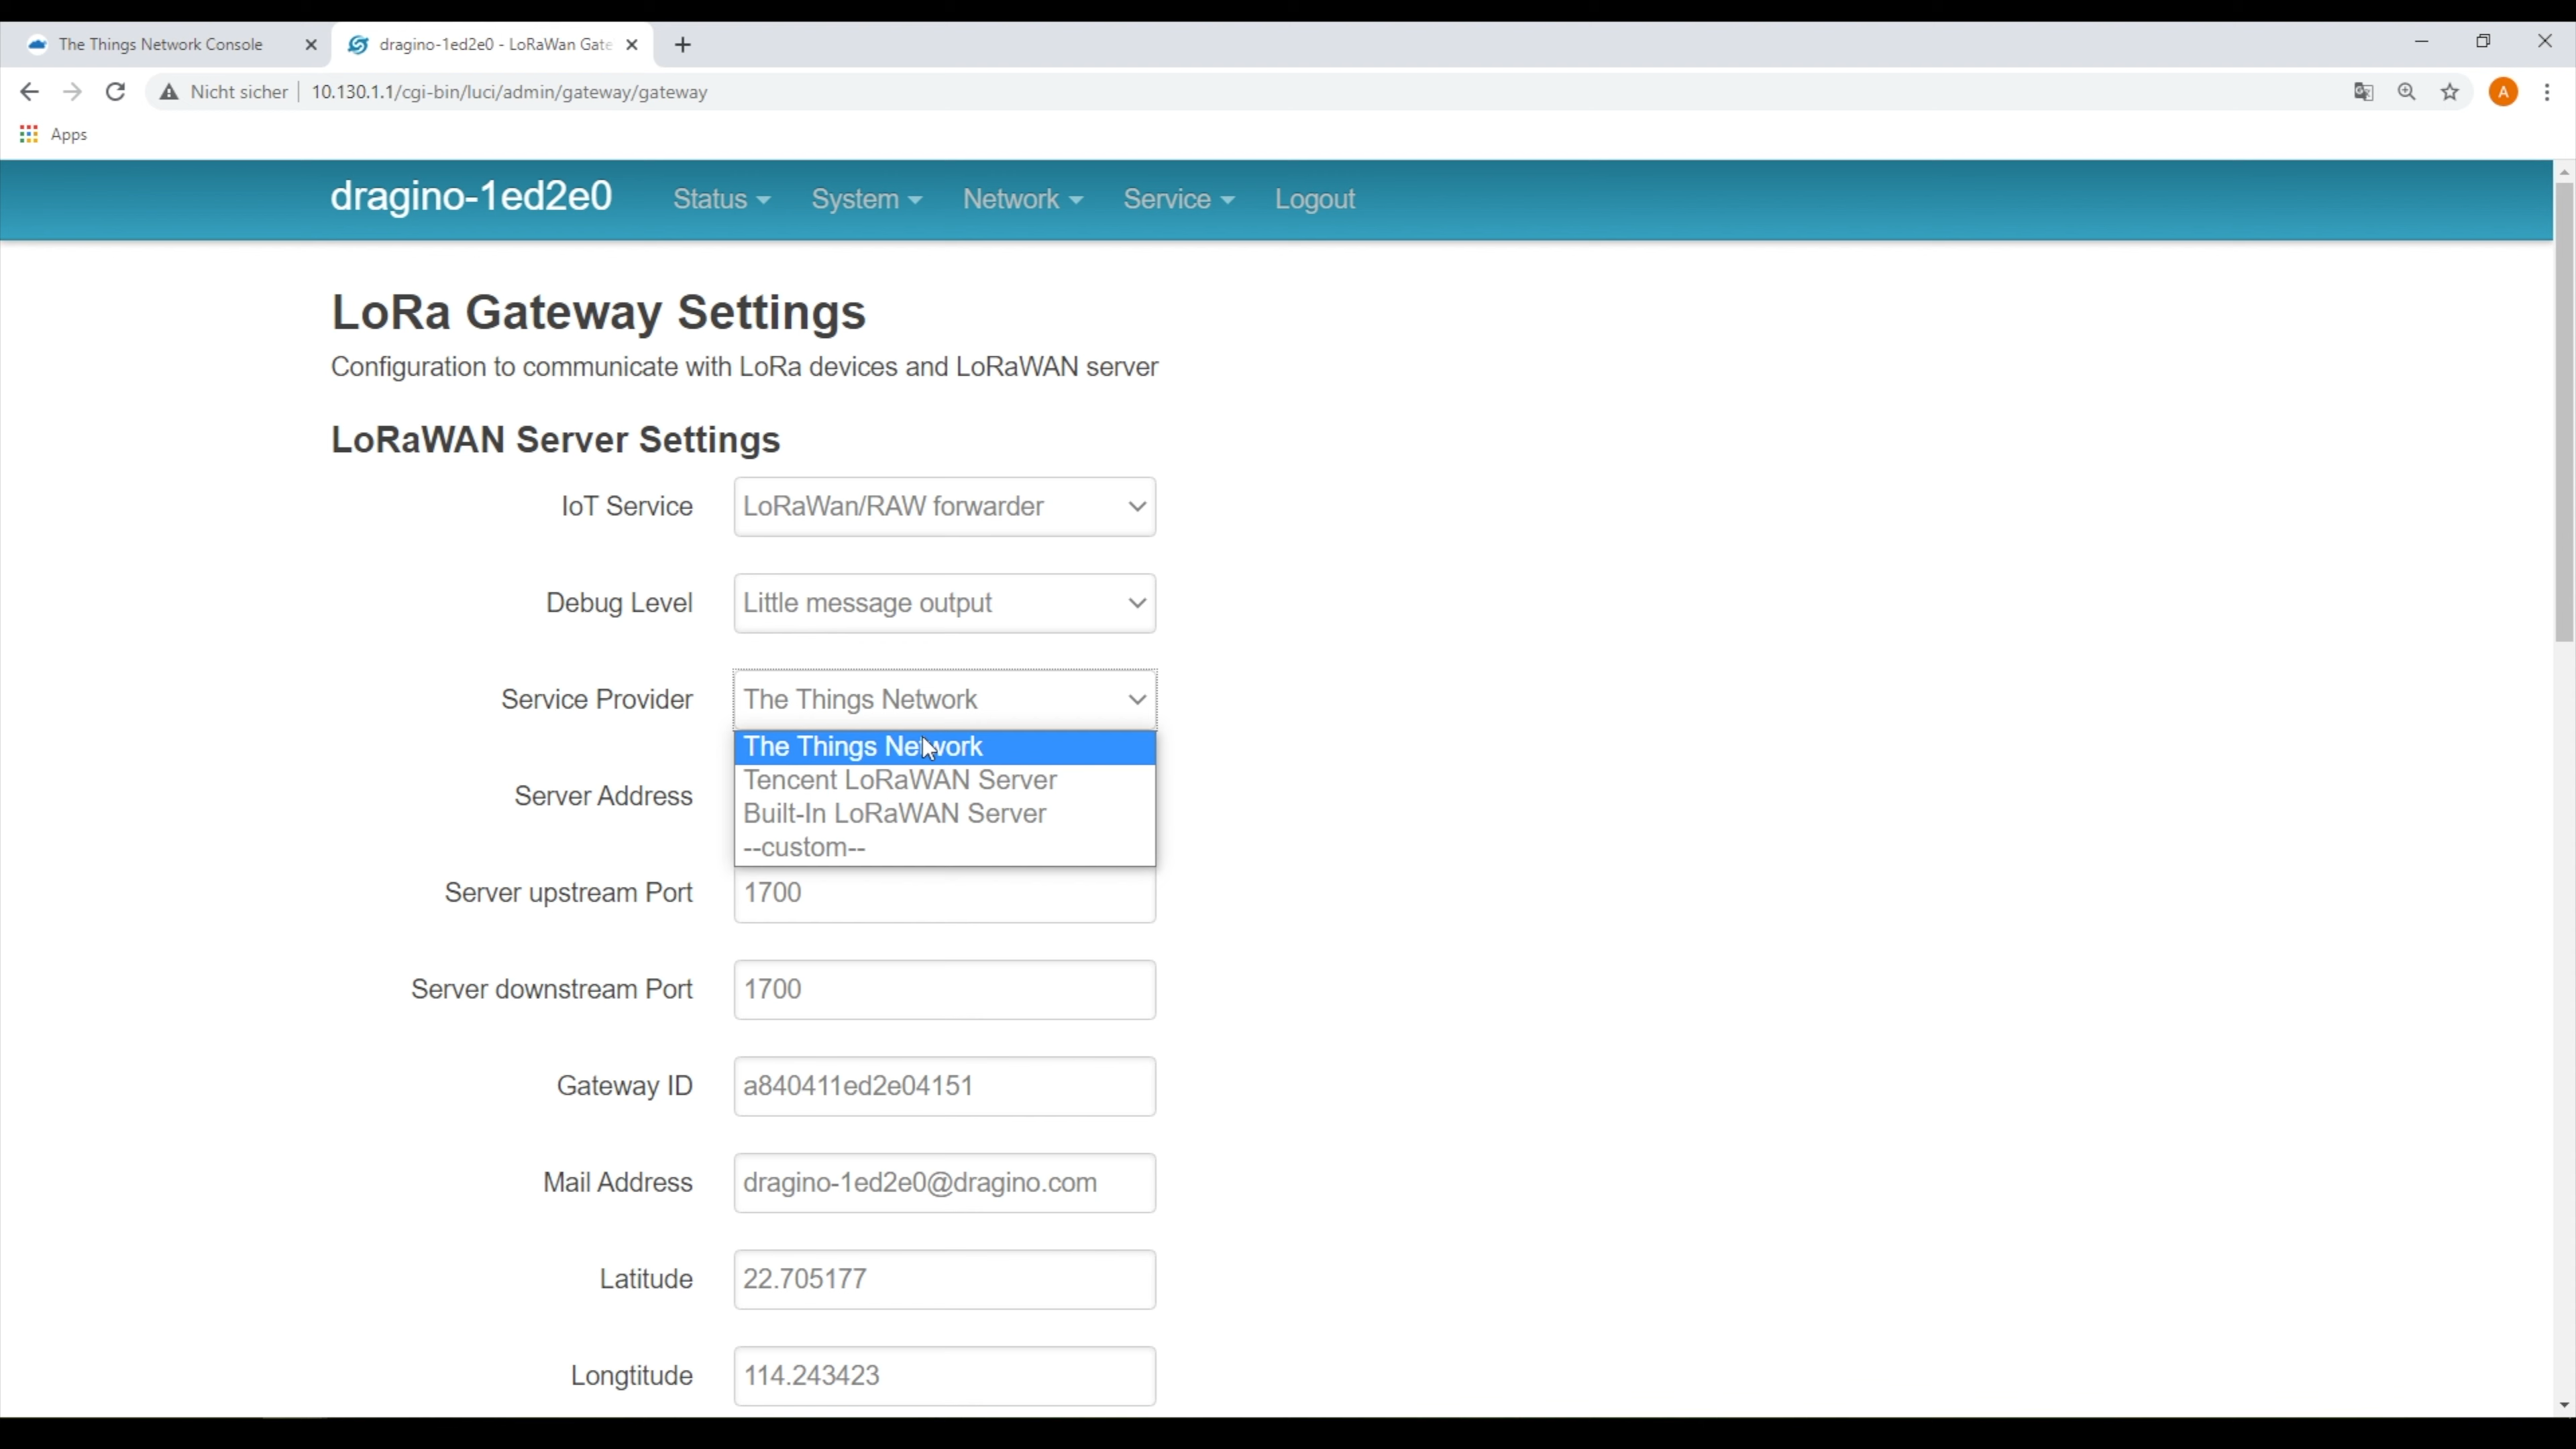 The Things Network Console
dragino-1ed2e0 - LoRaWan Gate
Nicht sicher
10.130.1.1/cgi-bin/luci/admin/gateway/gateway
A
Apps
dragino-1ed2e0
Status
System
Network
Service
Logout
LoRa Gateway Settings
Configuration to communicate with LoRa devices and LoRaWAN server
LoRaWAN Server Settings
IoT Service
LoRaWan/RAW forwarder
Debug Level
Little message output
Service Provider
The Things Network
The Things Network
Tencent LoRaWAN Server
Server Address
Built-In LoRaWAN Server
--custom--
Server upstream Port
1700
Server downstream Port
1700
Gateway ID
a840411ed2e04151
Mail Address
dragino-1ed2e0@dragino.com
Latitude
22.705177
Longtitude
114.243423